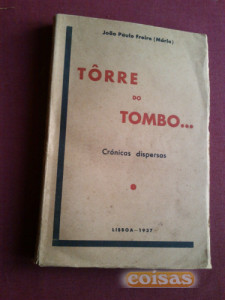 João Paulo Freire (Mário)
TÔRRE
DO
TOMBO...
Crónicas dispersas
LISBOA—1937
coisas